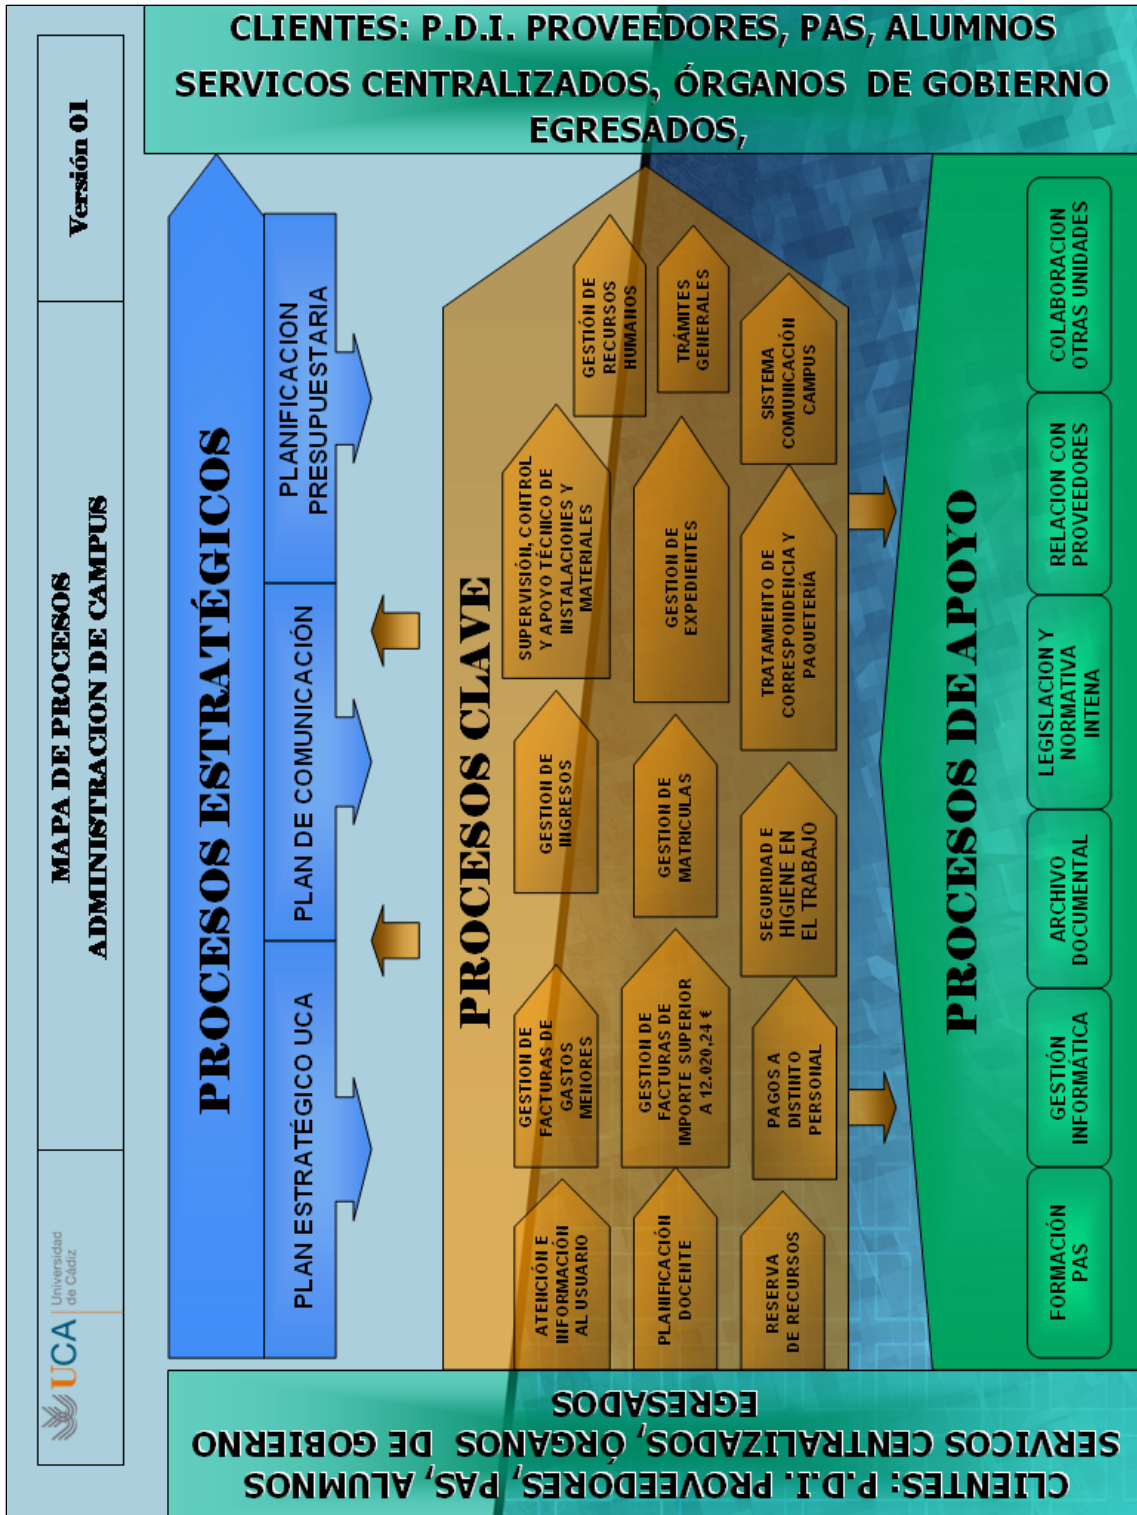 UCA
Universidad
de Cádiz
MAPA DE PROCESOS
ADMINISTRACION DE CAMPUS
Versión 01
CLIENTES: P.D.I. PROVEEDORES, PAS, ALUMNOS
SERVICOS CENTRALIZADOS, ÓRGANOS DE GOBIERNO
EGRESADOS
PROCESOS ESTRATÉGICOS
PLAN ESTRATÉGICO UCA
PLAN DE COMUNICACIÓN
PLANIFICACION
PRESUPUESTARIA
PROCESOS CLAVE
ATENCIÓN E
INFORMACIÓN
AL USUARIO
GESTION DE
FACTURAS DE
GASTOS
MENORES
GESTION DE
INGRESOS
SUPERVISIÓN, CONTROL
Y APOYO TÉCNICO DE
INSTALACIONES Y
MATERIALES
GESTIÓN DE
RECURSOS
HUMANOS
PLANIFICACIÓN
DOCENTE
GESTION DE
FACTURAS DE
IMPORTE SUPERIOR
A 12.020,24 €
GESTION DE
MATRICULAS
GESTION DE
EXPEDIENTES
TRÁMITES
GENERALES
RESERVA
DE RECURSOS
PAGOS A
DISTINTO
PERSONAL
SEGURIDAD E
HIGIENE EN
EL TRABAJO
TRATAMIENTO DE
CORRESPONDENCIA Y
PAQUETERÍA
SISTEMA
COMUNICACIÓN
CAMPUS
PROCESOS DE APOYO
FORMACIÓN
PAS
GESTIÓN
INFORMÁTICA
ARCHIVO
DOCUMENTAL
LEGISLACION Y
NORMATIVA
INTENA
RELACION CON
PROVEEDORES
COLABORACION
OTRAS UNIDADES
CLIENTES: P.D.I. PROVEEDORES, PAS, ALUMNOS
SERVICOS CENTRALIZADOS, ÓRGANOS DE GOBIERNO
EGRESADOS,